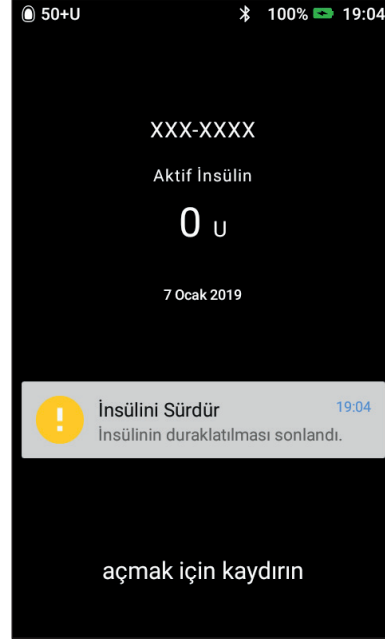 50+U 100% 19:04
XXX-XXXX
Aktif İnsülin
0 U
7 Ocak 2019
İnsülini Sürdür 19:04
İnsülinin duraklatılması sonlandı.
açmak için kaydırın